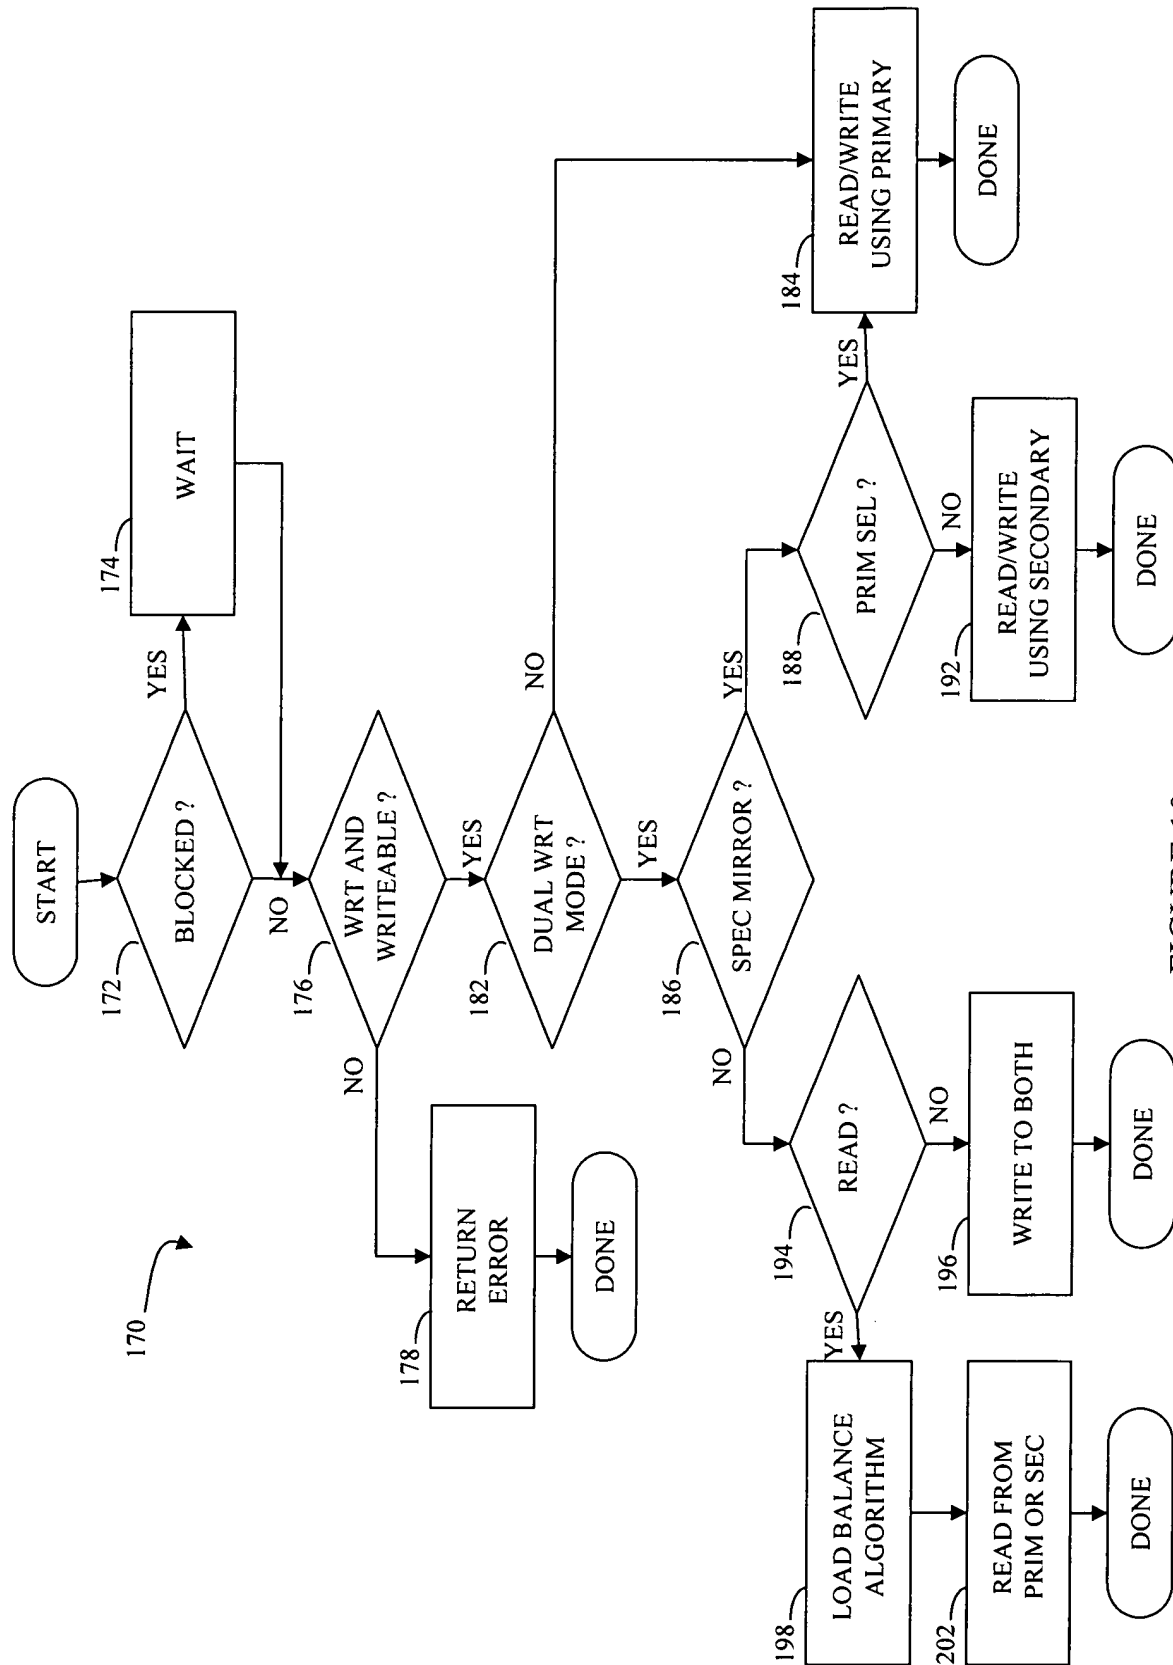 START
172
BLOCKED ?
YES
174
WAIT
NO
170
176
WRT AND
WRITEABLE ?
NO
178
RETURN
ERROR
DONE
YES
182
DUAL WRT
MODE ?
NO
YES
186
SPEC MIRROR ?
NO
YES
194
READ ?
YES
NO
188
PRIM SEL ?
YES
NO
184
READ/WRITE
USING PRIMARY
DONE
198
LOAD BALANCE
ALGORITHM
196
WRITE TO BOTH
192
READ/WRITE
USING SECONDARY
202
READ FROM
PRIM OR SEC
DONE
DONE
DONE
FIGURE